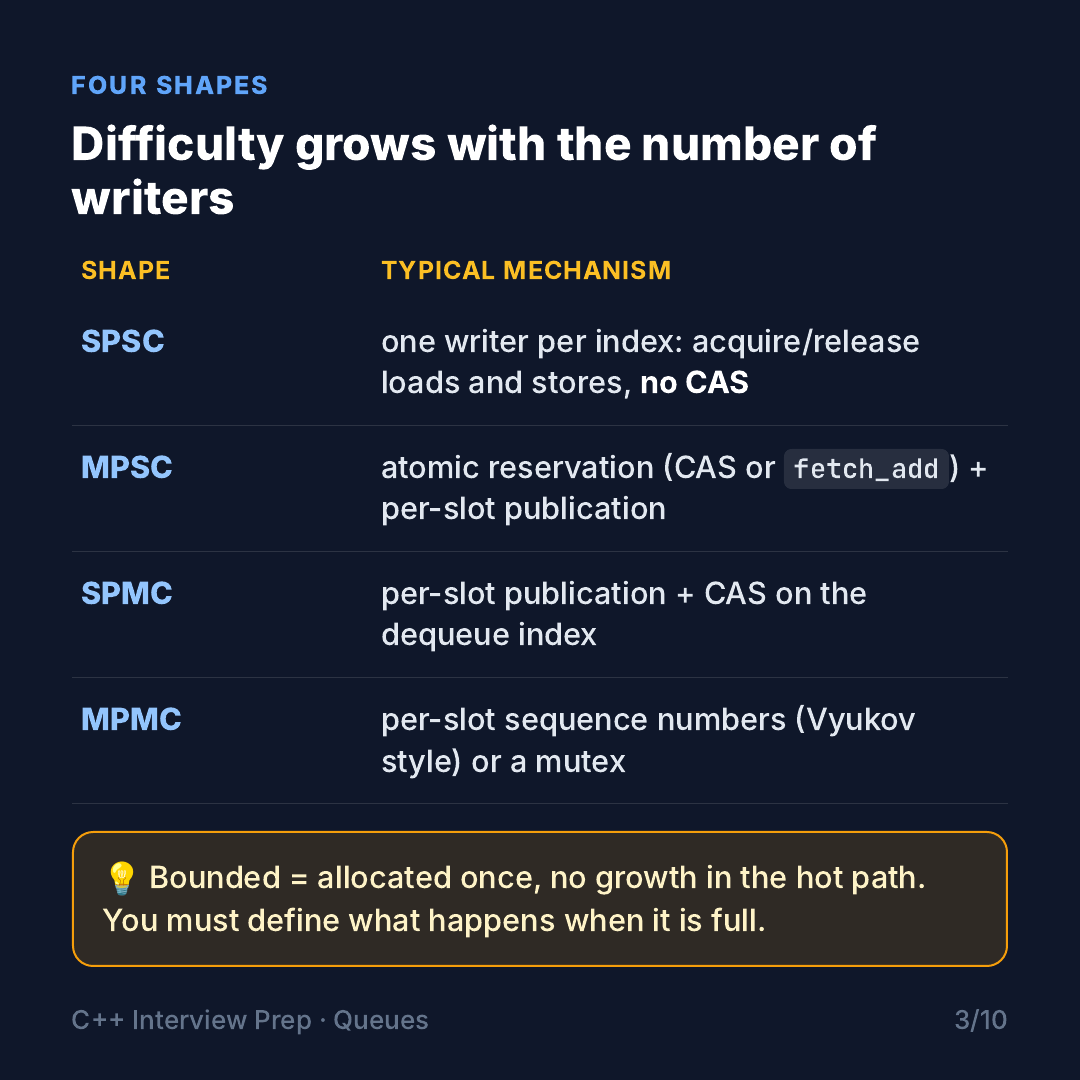 FOUR SHAPES
Difficulty grows with the number of
writers
SHAPE TYPICAL MECHANISM
SPSC one writer per index: acquire/release
loads and stores, no CAS
MPSC atomic reservation (CAS or fetch_add) +
per-slot publication
SPMC per-slot publication + CAS on the
dequeue index
MPMC per-slot sequence numbers (Vyukov
style) or a mutex
💡 Bounded = allocated once, no growth in the hot path.
You must define what happens when it is full.
C++ Interview Prep · Queues 3/10